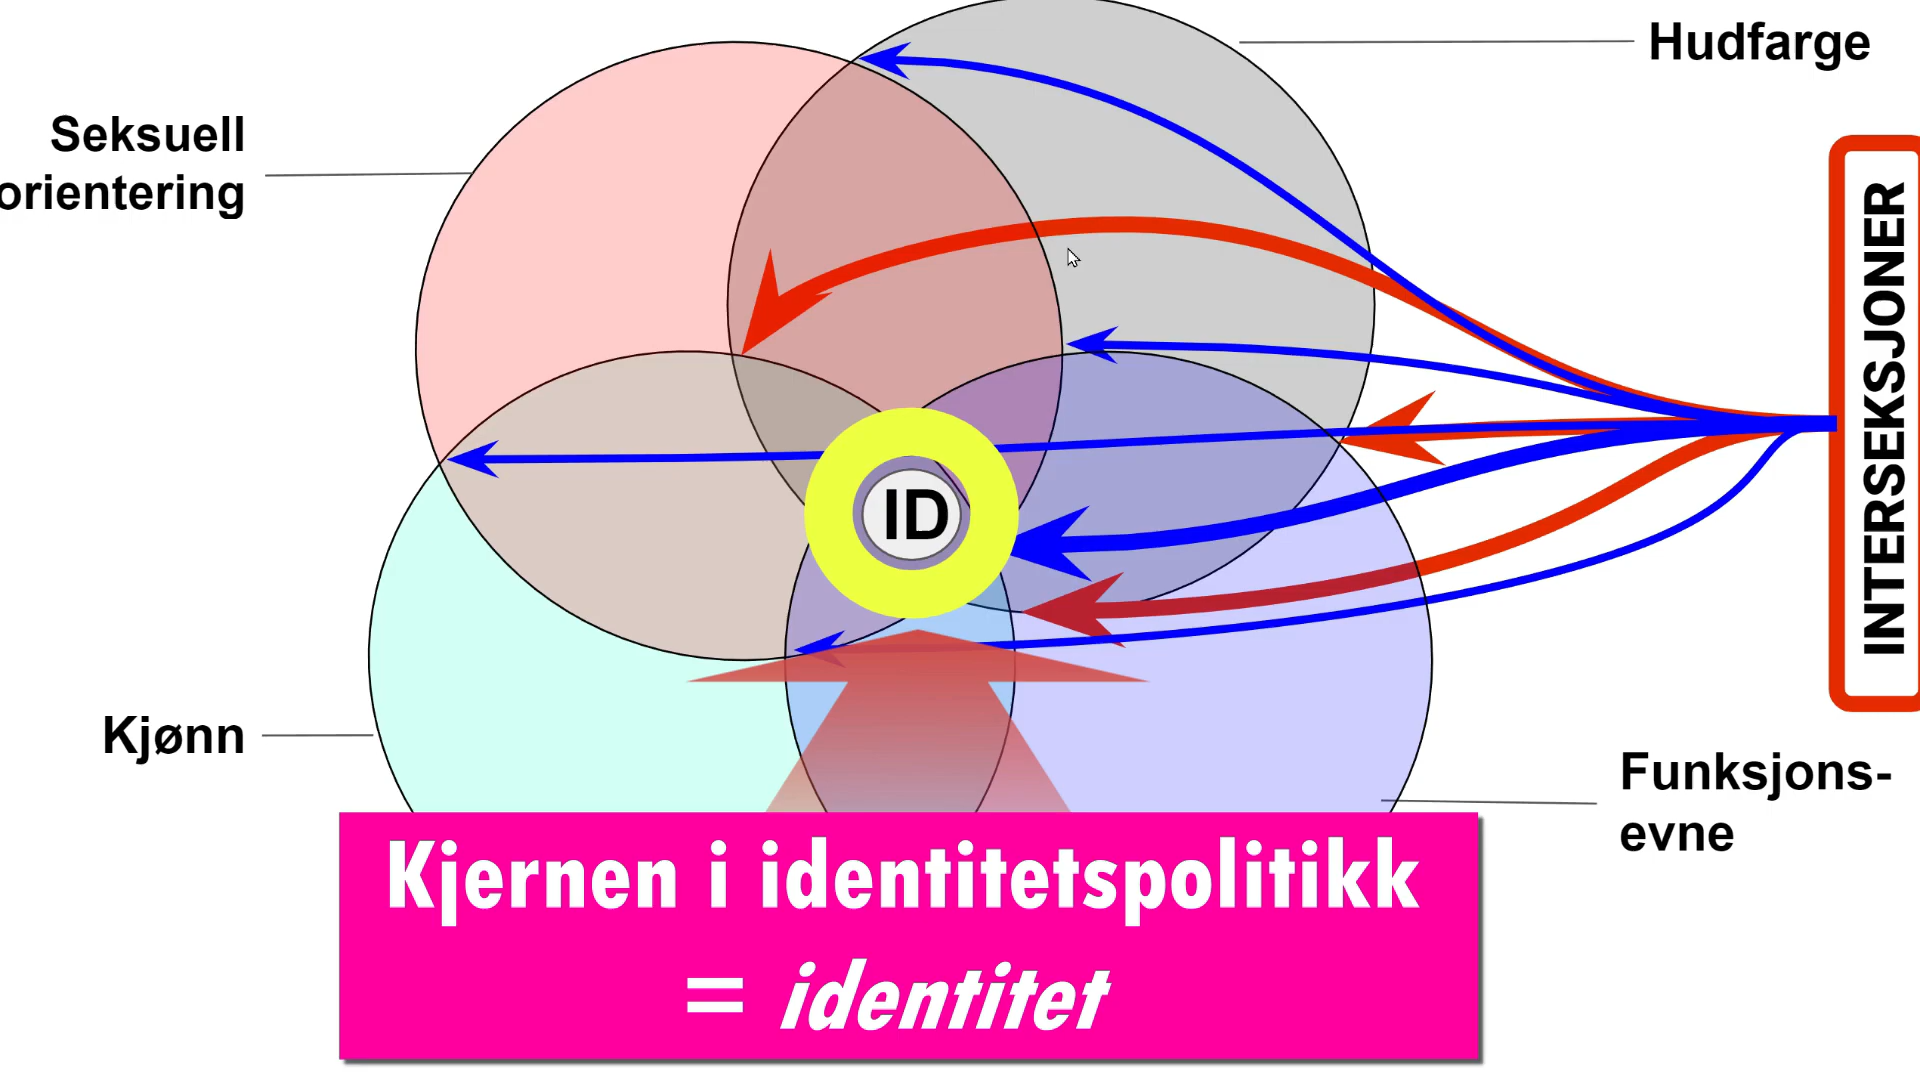 Hudfarge
Seksuell
orientering
INTERSEKSJONER
ID
Kjønn
Funksjons-
evne
Kjernen i identitetspolitikk
= identitet